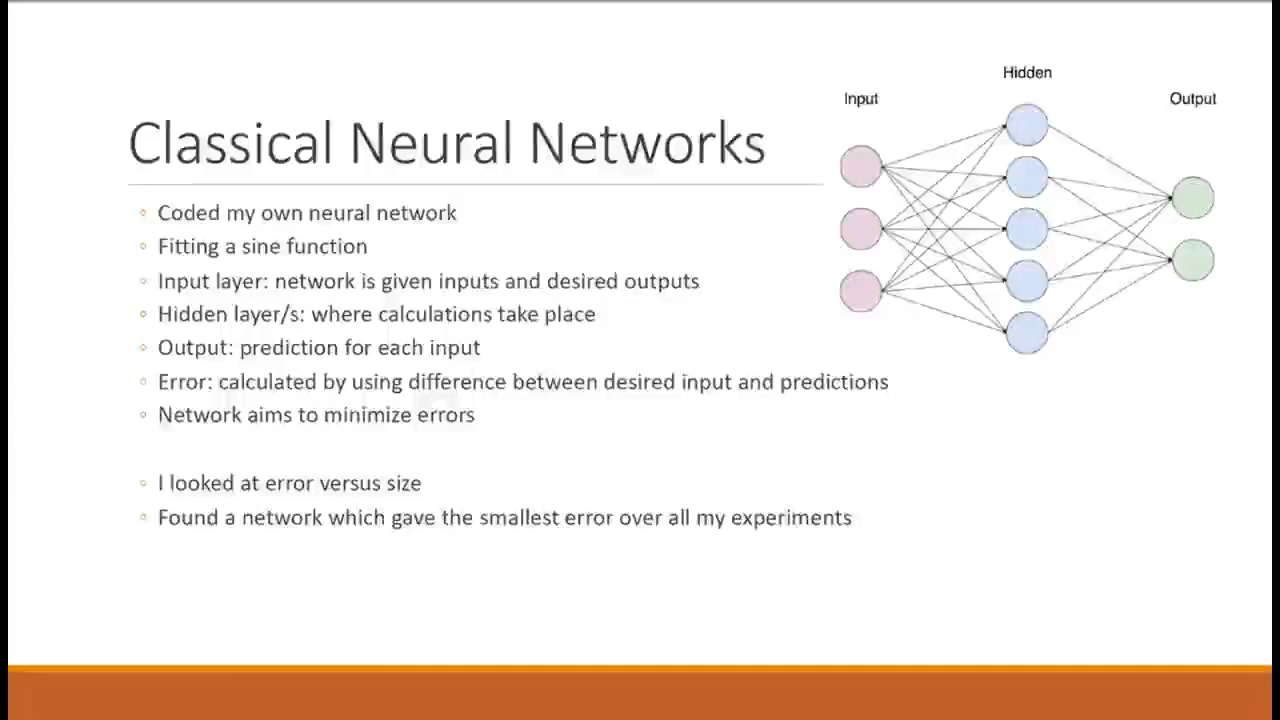 Classical Neural Networks
◦ Coded my own neural network
◦ Fitting a sine function
◦ Input layer: network is given inputs and desired outputs
◦ Hidden layer/s: where calculations take place
◦ Output: prediction for each input
◦ Error: calculated by using difference between desired input and predictions
◦ Network aims to minimize errors
◦ I looked at error versus size
◦ Found a network which gave the smallest error over all my experiments
Input
Hidden
Output